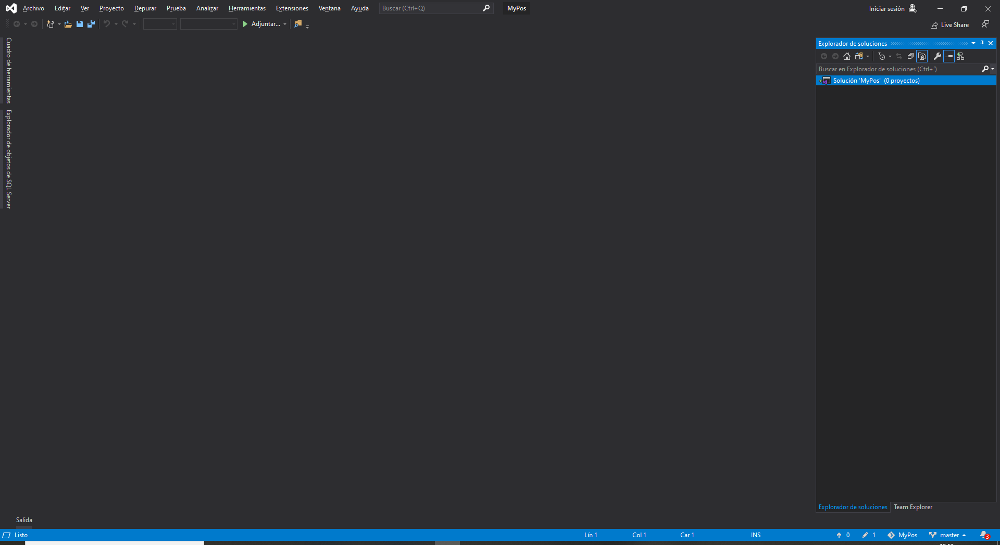 Archivo Editar Ver Proyecto Depurar Prueba Analizar Herramientas Extensiones Ventana Ayuda Buscar (Ctrl+Q) MyPos Iniciar sesión
Adjuntar... Live Share
Cuadro de herramientas
Explorador de objetos de SQL Server
Explorador de soluciones
Buscar en Explorador de soluciones (Ctrl+´)
Solución 'MyPos' (0 proyectos)
Explorador de soluciones Team Explorer
Salida
Listo Lín 1 Col 1 Car 1 INS 0 1 MyPos master 3